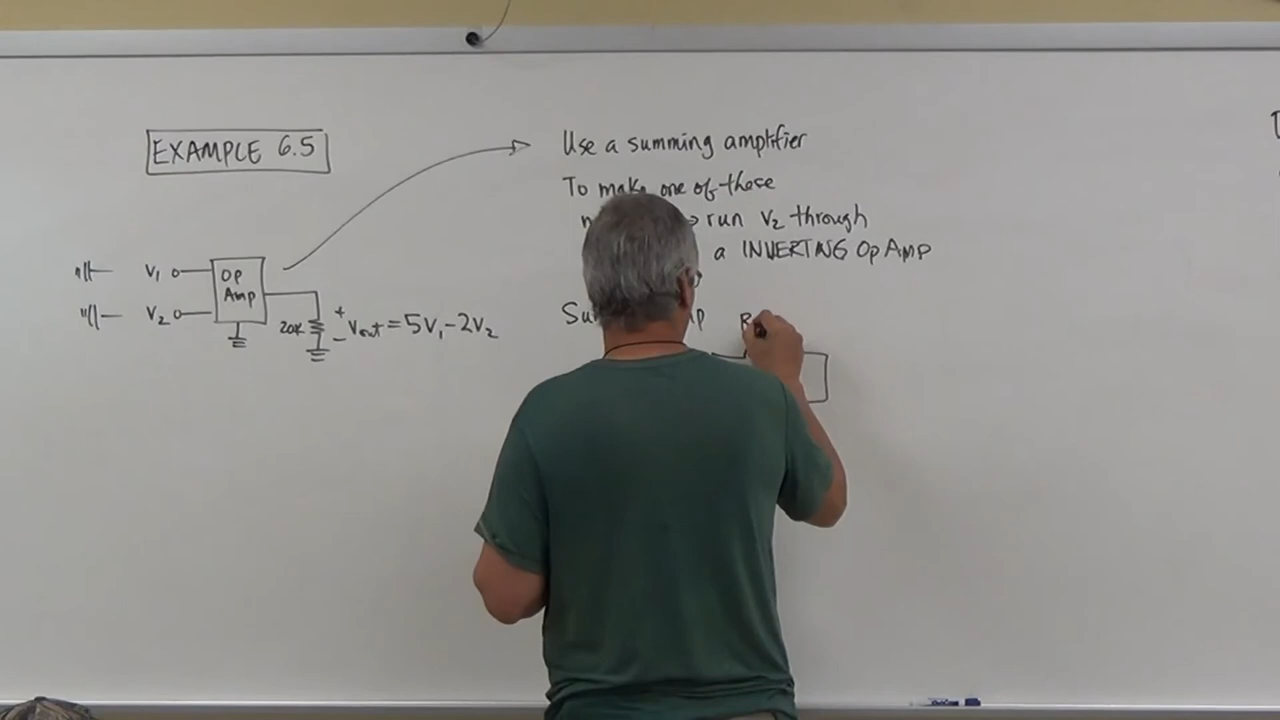 EXAMPLE 6.5
V₁
V₂
Op
Amp
20K
+
-
Vout = 5V₁ - 2V₂
Use a summing amplifier
To make one of these
run V₂ through
a INVERTING Op Amp